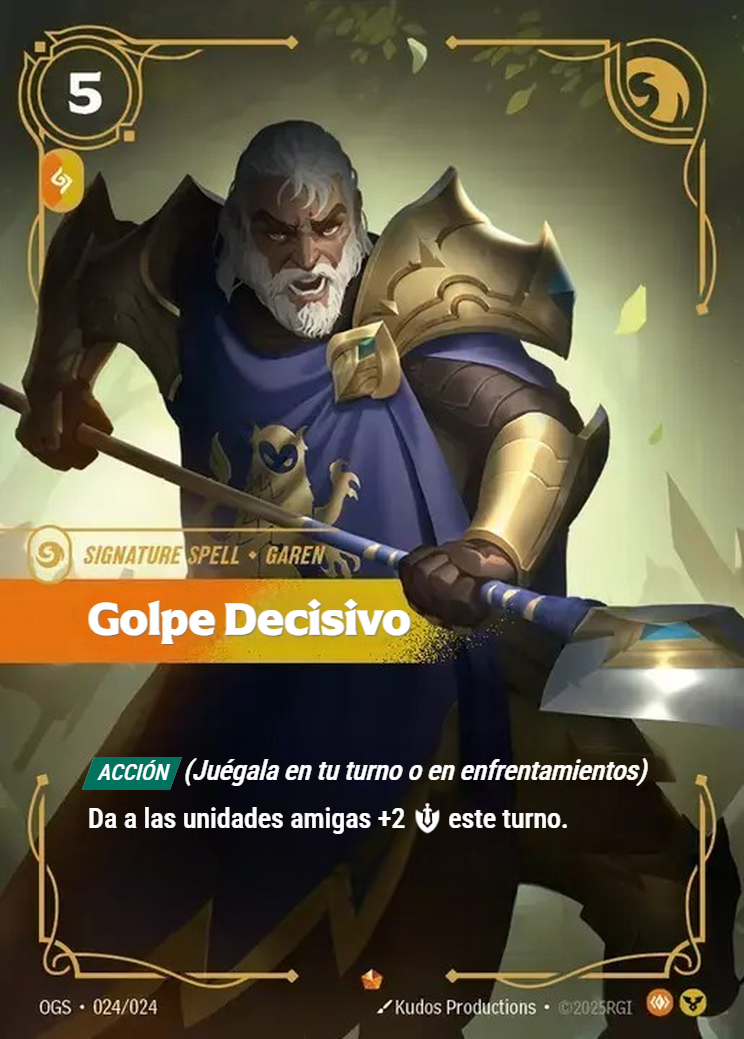 5
SIGNATURE SPELL • GAREN
Golpe Decisivo
ACCIÓN (Juégala en tu turno o en enfrentamientos)
Da a las unidades amigas +2 este turno.
OGS • 024/024
Kudos Productions • ©2025RGI